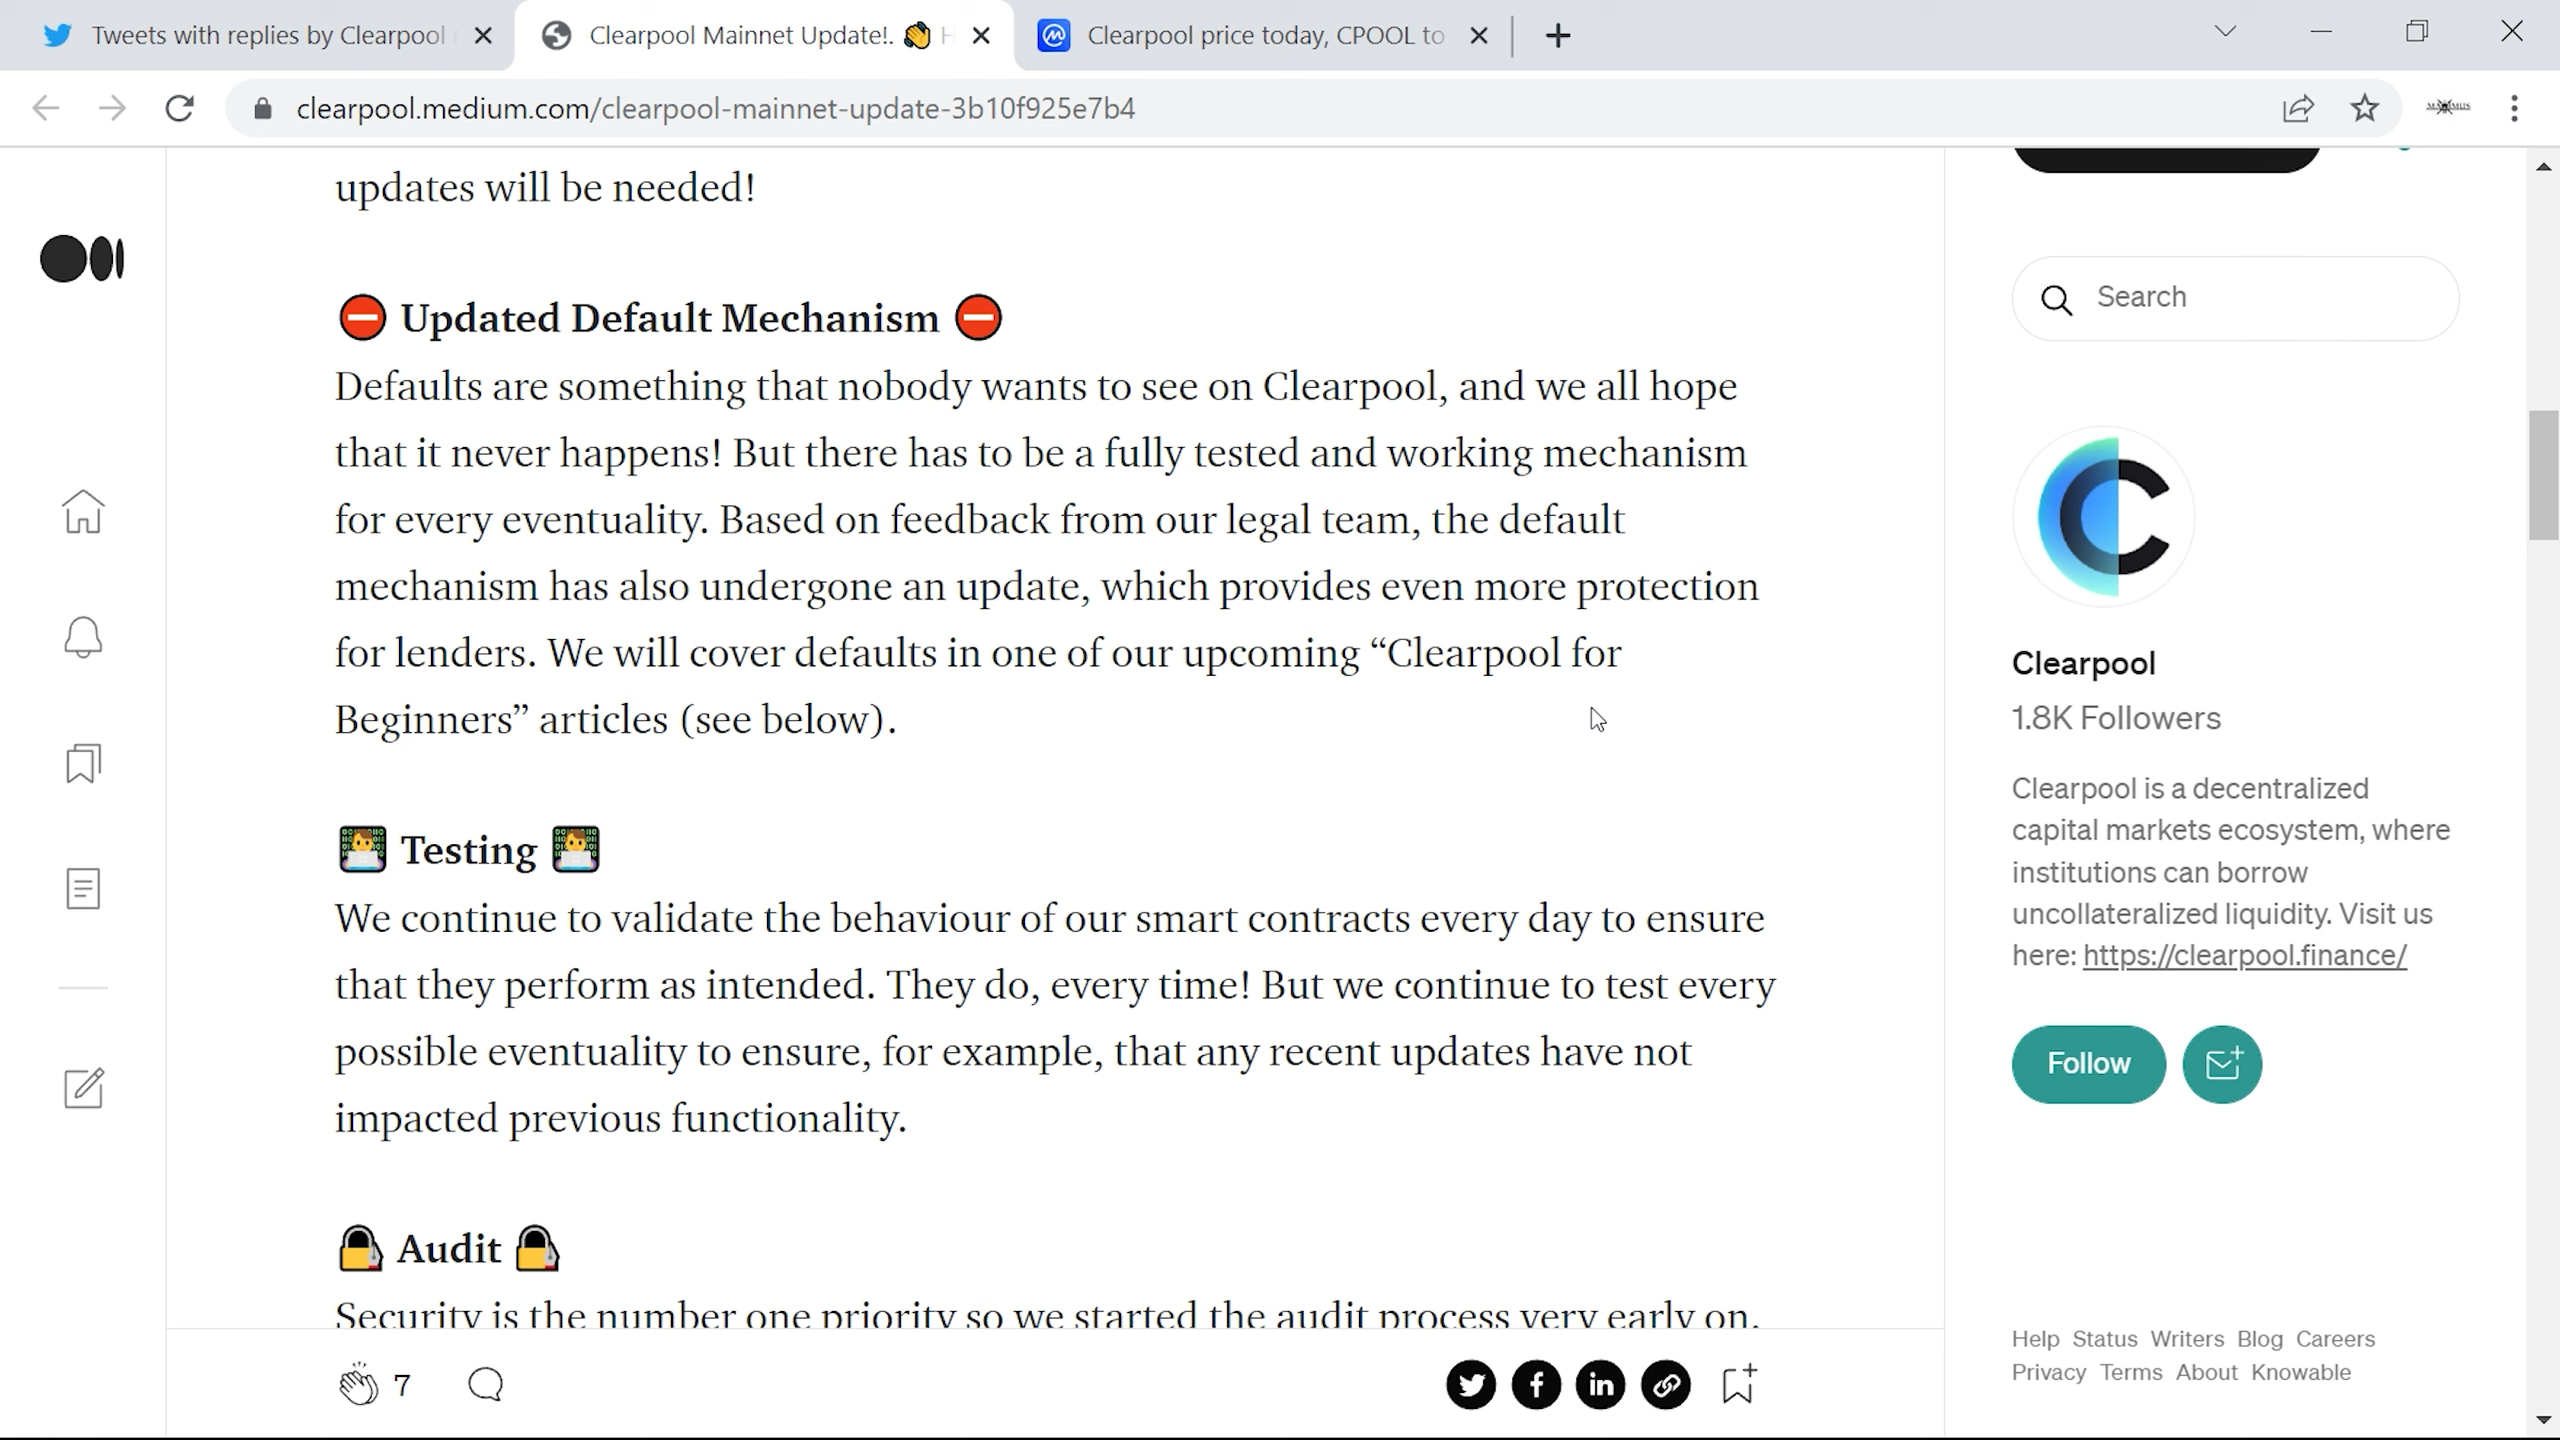 Tweets with replies by Clearpool
Clearpool Mainnet Update!. 👋 H
Clearpool price today, CPOOL to
clearpool.medium.com/clearpool-mainnet-update-3b10f925e7b4
updates will be needed!
⛔ Updated Default Mechanism ⛔
Defaults are something that nobody wants to see on Clearpool, and we all hope
that it never happens! But there has to be a fully tested and working mechanism
for every eventuality. Based on feedback from our legal team, the default
mechanism has also undergone an update, which provides even more protection
for lenders. We will cover defaults in one of our upcoming “Clearpool for
Beginners” articles (see below).
👨‍💻 Testing 👨‍💻
We continue to validate the behaviour of our smart contracts every day to ensure
that they perform as intended. They do, every time! But we continue to test every
possible eventuality to ensure, for example, that any recent updates have not
impacted previous functionality.
🔏 Audit 🔏
Security is the number one priority so we started the audit process very early on.
7
Search
Clearpool
1.8K Followers
Clearpool is a decentralized
capital markets ecosystem, where
institutions can borrow
uncollateralized liquidity. Visit us
here: https://clearpool.finance/
Follow
Help Status Writers Blog Careers
Privacy Terms About Knowable